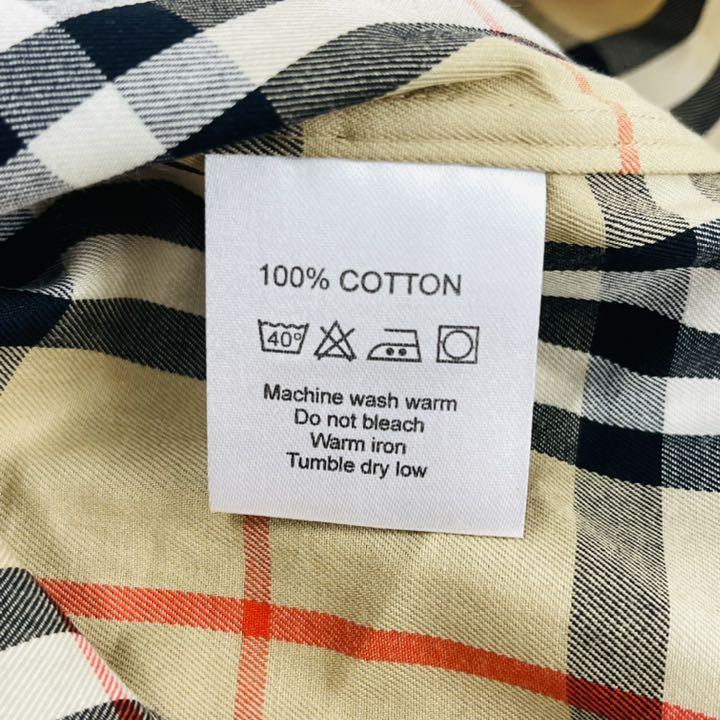 100% COTTON
40°
Machine wash warm
Do not bleach
Warm iron
Tumble dry low